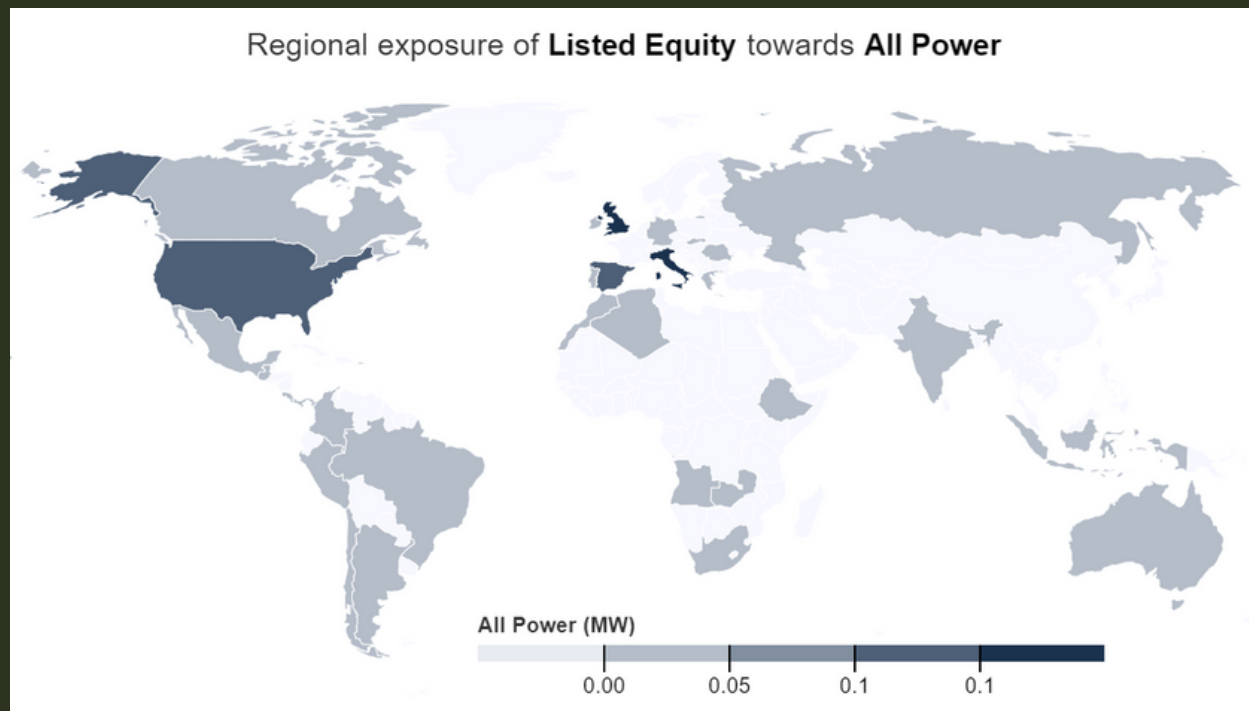 Regional exposure of Listed Equity towards All Power
All Power (MW)
0.00 0.05 0.1 0.1